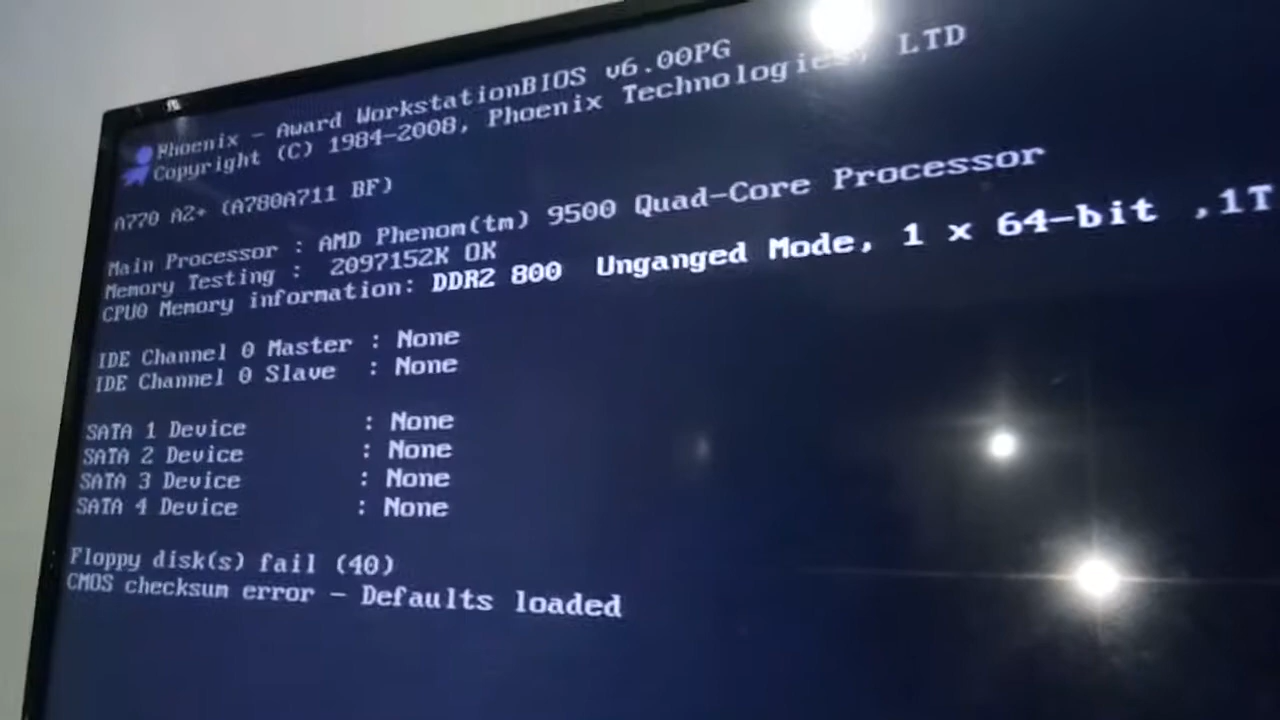 Phoenix - Award WorkstationBIOS v6.00PG
Copyright (C) 1984-2008, Phoenix Technologies, LTD
A770 A2+ (A780A711 BF)
Main Processor : AMD Phenom(tm) 9500 Quad-Core Processor
Memory Testing : 2097152K OK
CPU0 Memory information: DDR2 800 Unganged Mode, 1 x 64-bit ,1T
IDE Channel 0 Master : None
IDE Channel 0 Slave : None
SATA 1 Device : None
SATA 2 Device : None
SATA 3 Device : None
SATA 4 Device : None
Floppy disk(s) fail (40)
CMOS checksum error - Defaults loaded